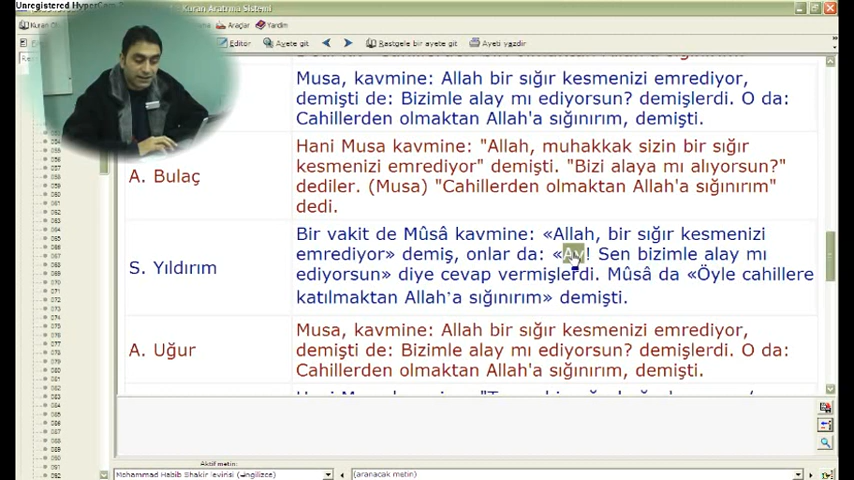 Unregistered HyperCam 2
Kuran Araştırma Sistemi
Kuran
Araçlar
Yardım
Editor
Ayete git
Rastgele bir ayete git
Ayeti yazdır
Musa, kavmine: Allah bir sığır kesmenizi emrediyor,
demişti de: Bizimle alay mı ediyorsun? demişlerdi. O da:
Cahillerden olmaktan Allah'a sığınırım, demişti.
A. Bulaç
Hani Musa kavmine: "Allah, muhakkak sizin bir sığır
kesmenizi emrediyor" demişti. "Bizi alaya mı alıyorsun?"
dediler. (Musa) "Cahillerden olmaktan Allah'a sığınırım"
dedi.
S. Yıldırım
Bir vakit de Mûsâ kavmine: «Allah, bir sığır kesmenizi
emrediyor» demiş, onlar da: «Ay! Sen bizimle alay mı
ediyorsun» diye cevap vermişlerdi. Mûsâ da «Öyle cahillere
katılmaktan Allah'a sığınırım» demişti.
A. Uğur
Musa, kavmine: Allah bir sığır kesmenizi emrediyor,
demişti de: Bizimle alay mı ediyorsun? demişlerdi. O da:
Cahillerden olmaktan Allah'a sığınırım, demişti.
Aktif metin:
Mohammad Habib Shakir çevirisi (ingilizce)
(aranacak metin)